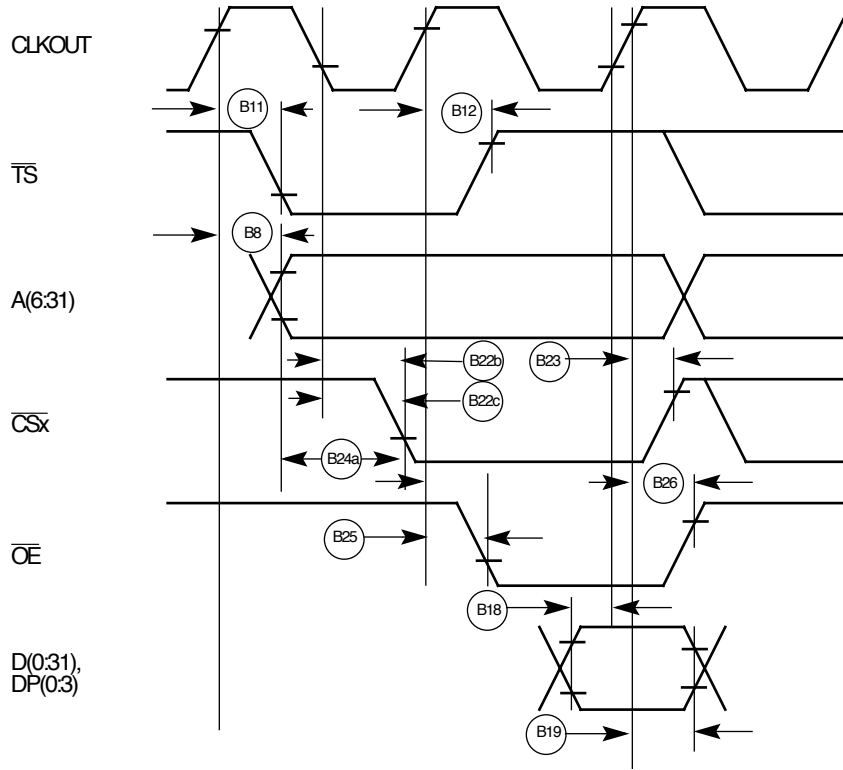 CLKOUT
B11
B12
TS
B8
A(6:31)
B22b
B23
B22c
CSx
B24a
B26
B25
OE
B18
D(0:31),
DP(0:3)
B19